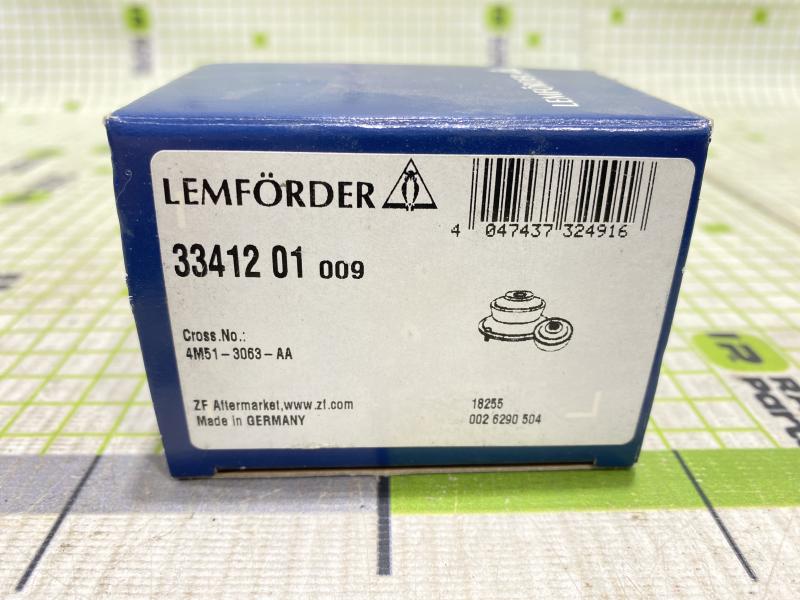 LEMFÖRDER
LEMFÖRDER
4 047437 324916
33412 01 009
Cross.No.:
4M51-3063-AA
ZF Aftermarket,www.zf.com
Made in GERMANY
18255
002 6290 504